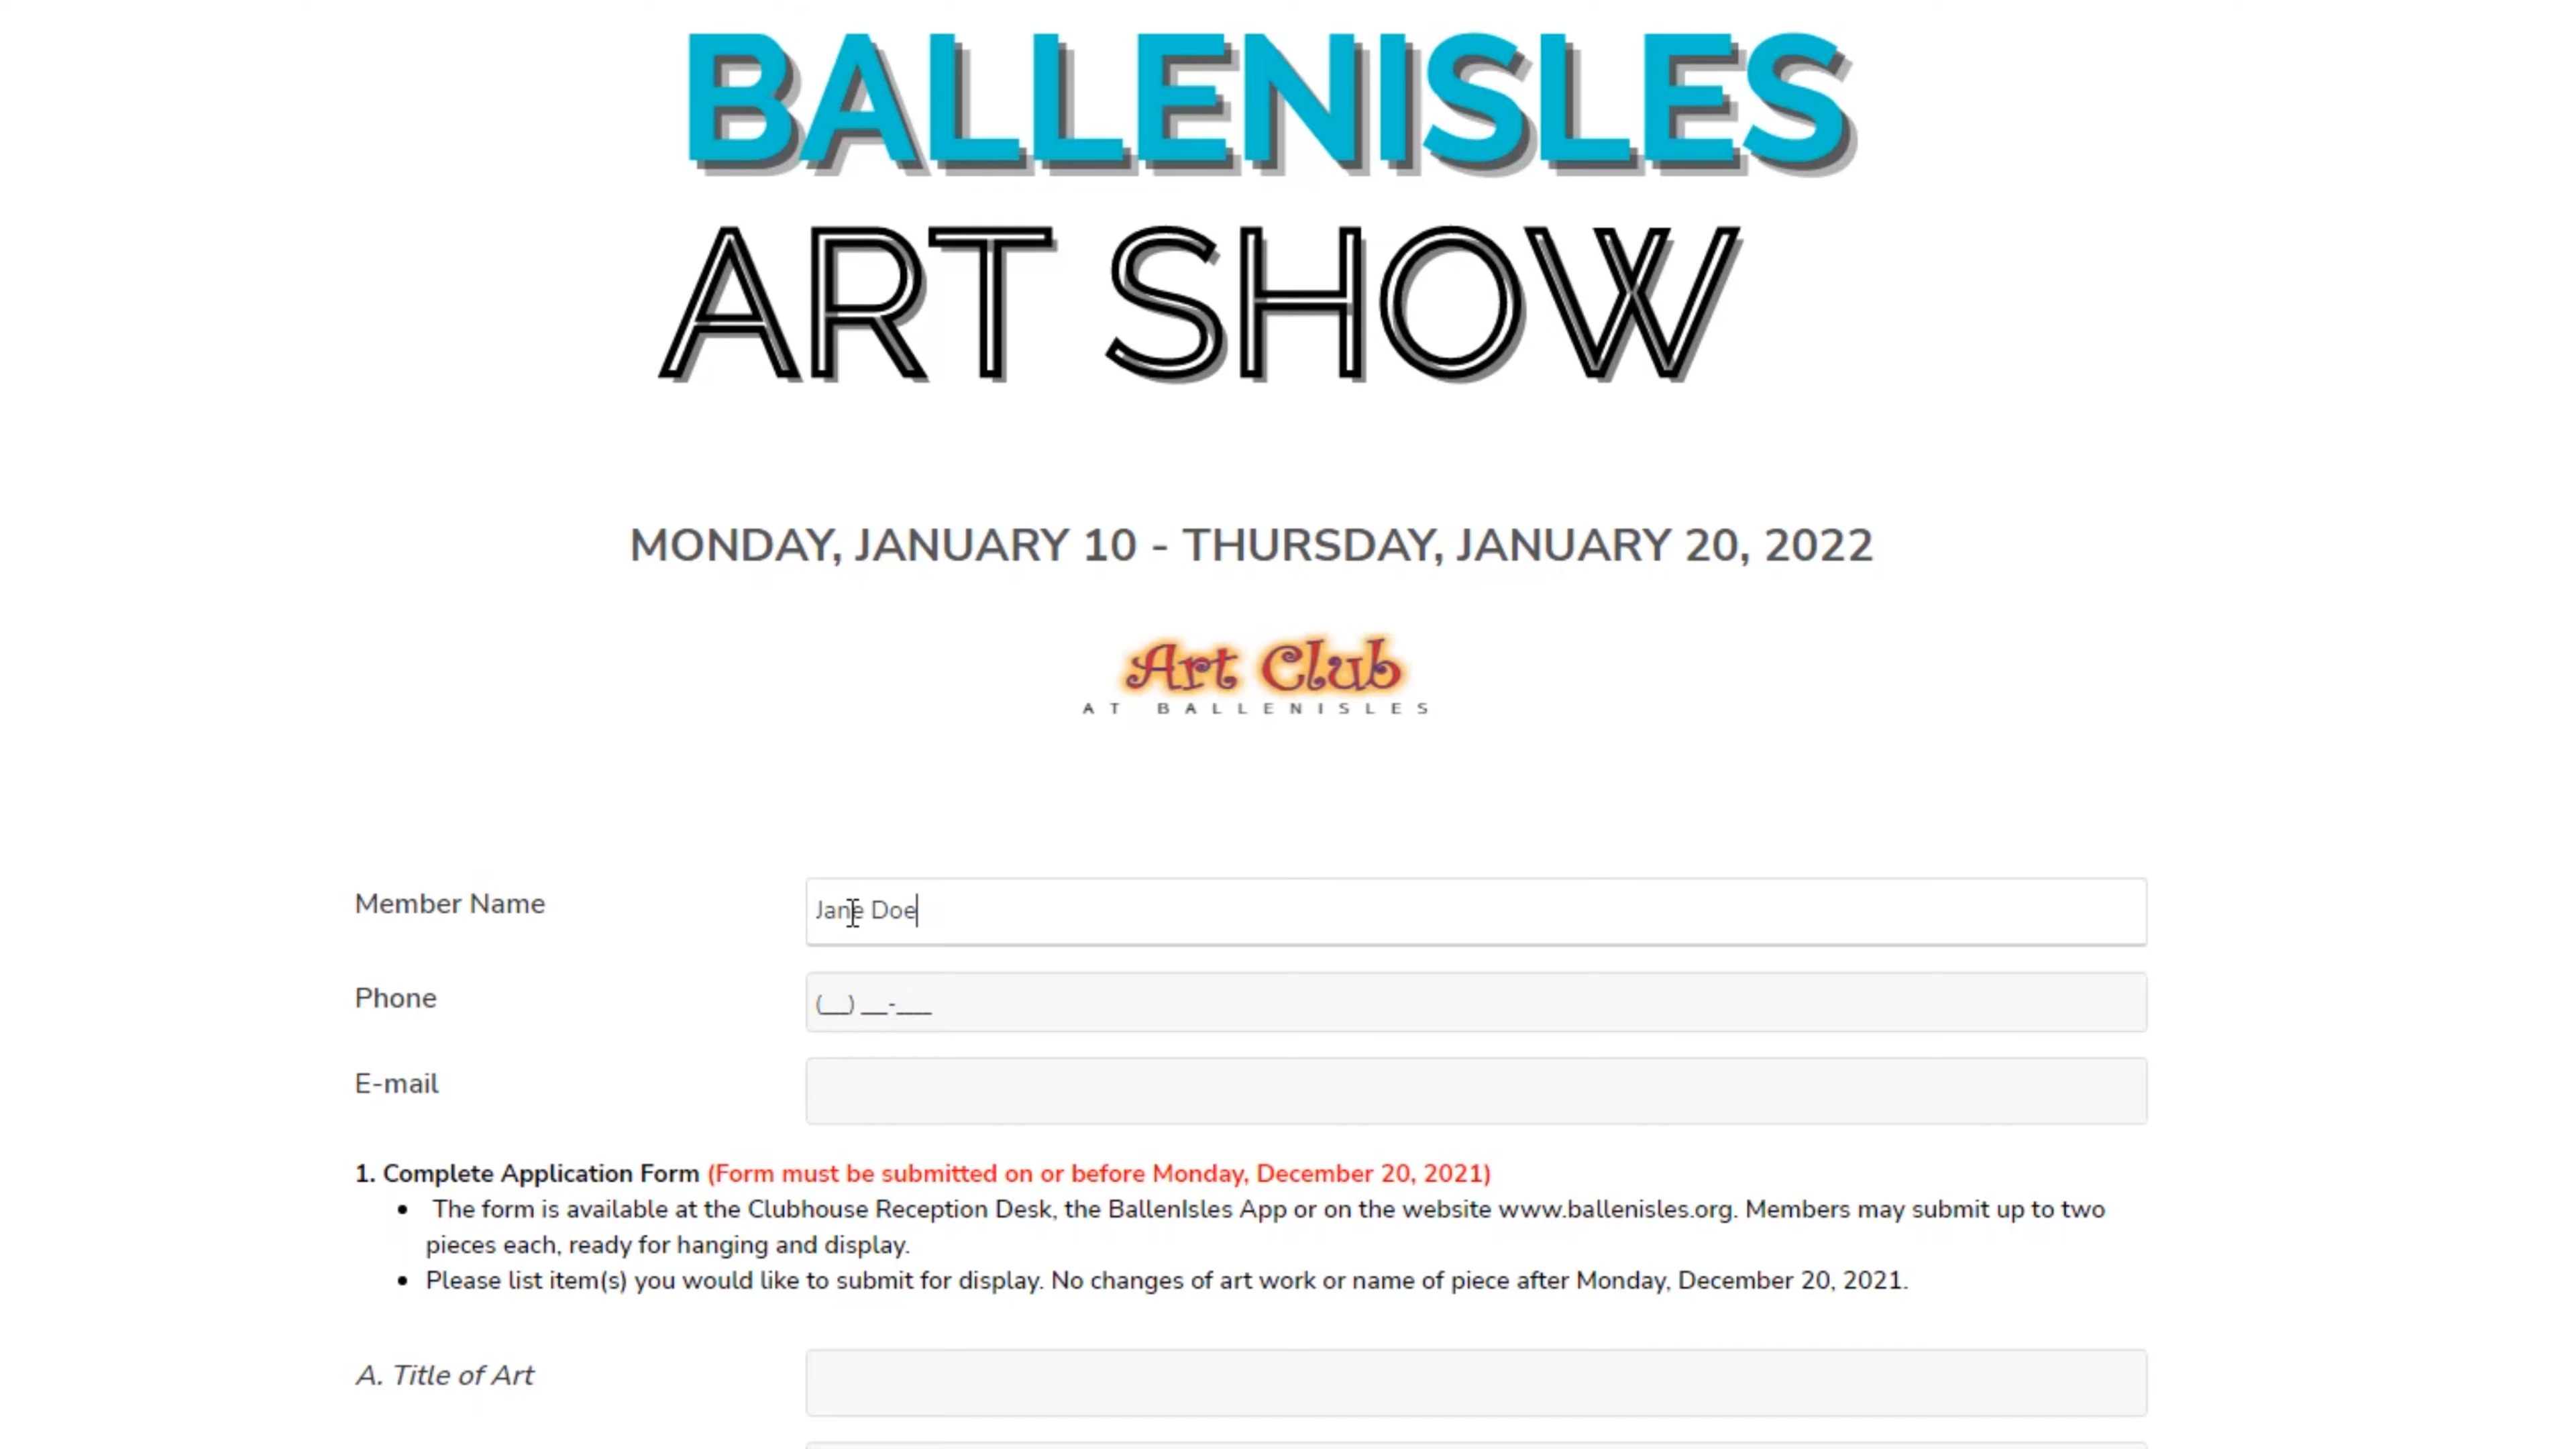 BALLENISLES
ART SHOW
MONDAY, JANUARY 10 - THURSDAY, JANUARY 20, 2022
Art Club
AT BALLENISLES
Member Name
Jane Doe
Phone
(__) __-___
E-mail
1. Complete Application Form (Form must be submitted on or before Monday, December 20, 2021)
• The form is available at the Clubhouse Reception Desk, the BallenIsles App or on the website www.ballenisles.org. Members may submit up to two
pieces each, ready for hanging and display.
• Please list item(s) you would like to submit for display. No changes of art work or name of piece after Monday, December 20, 2021.
A. Title of Art